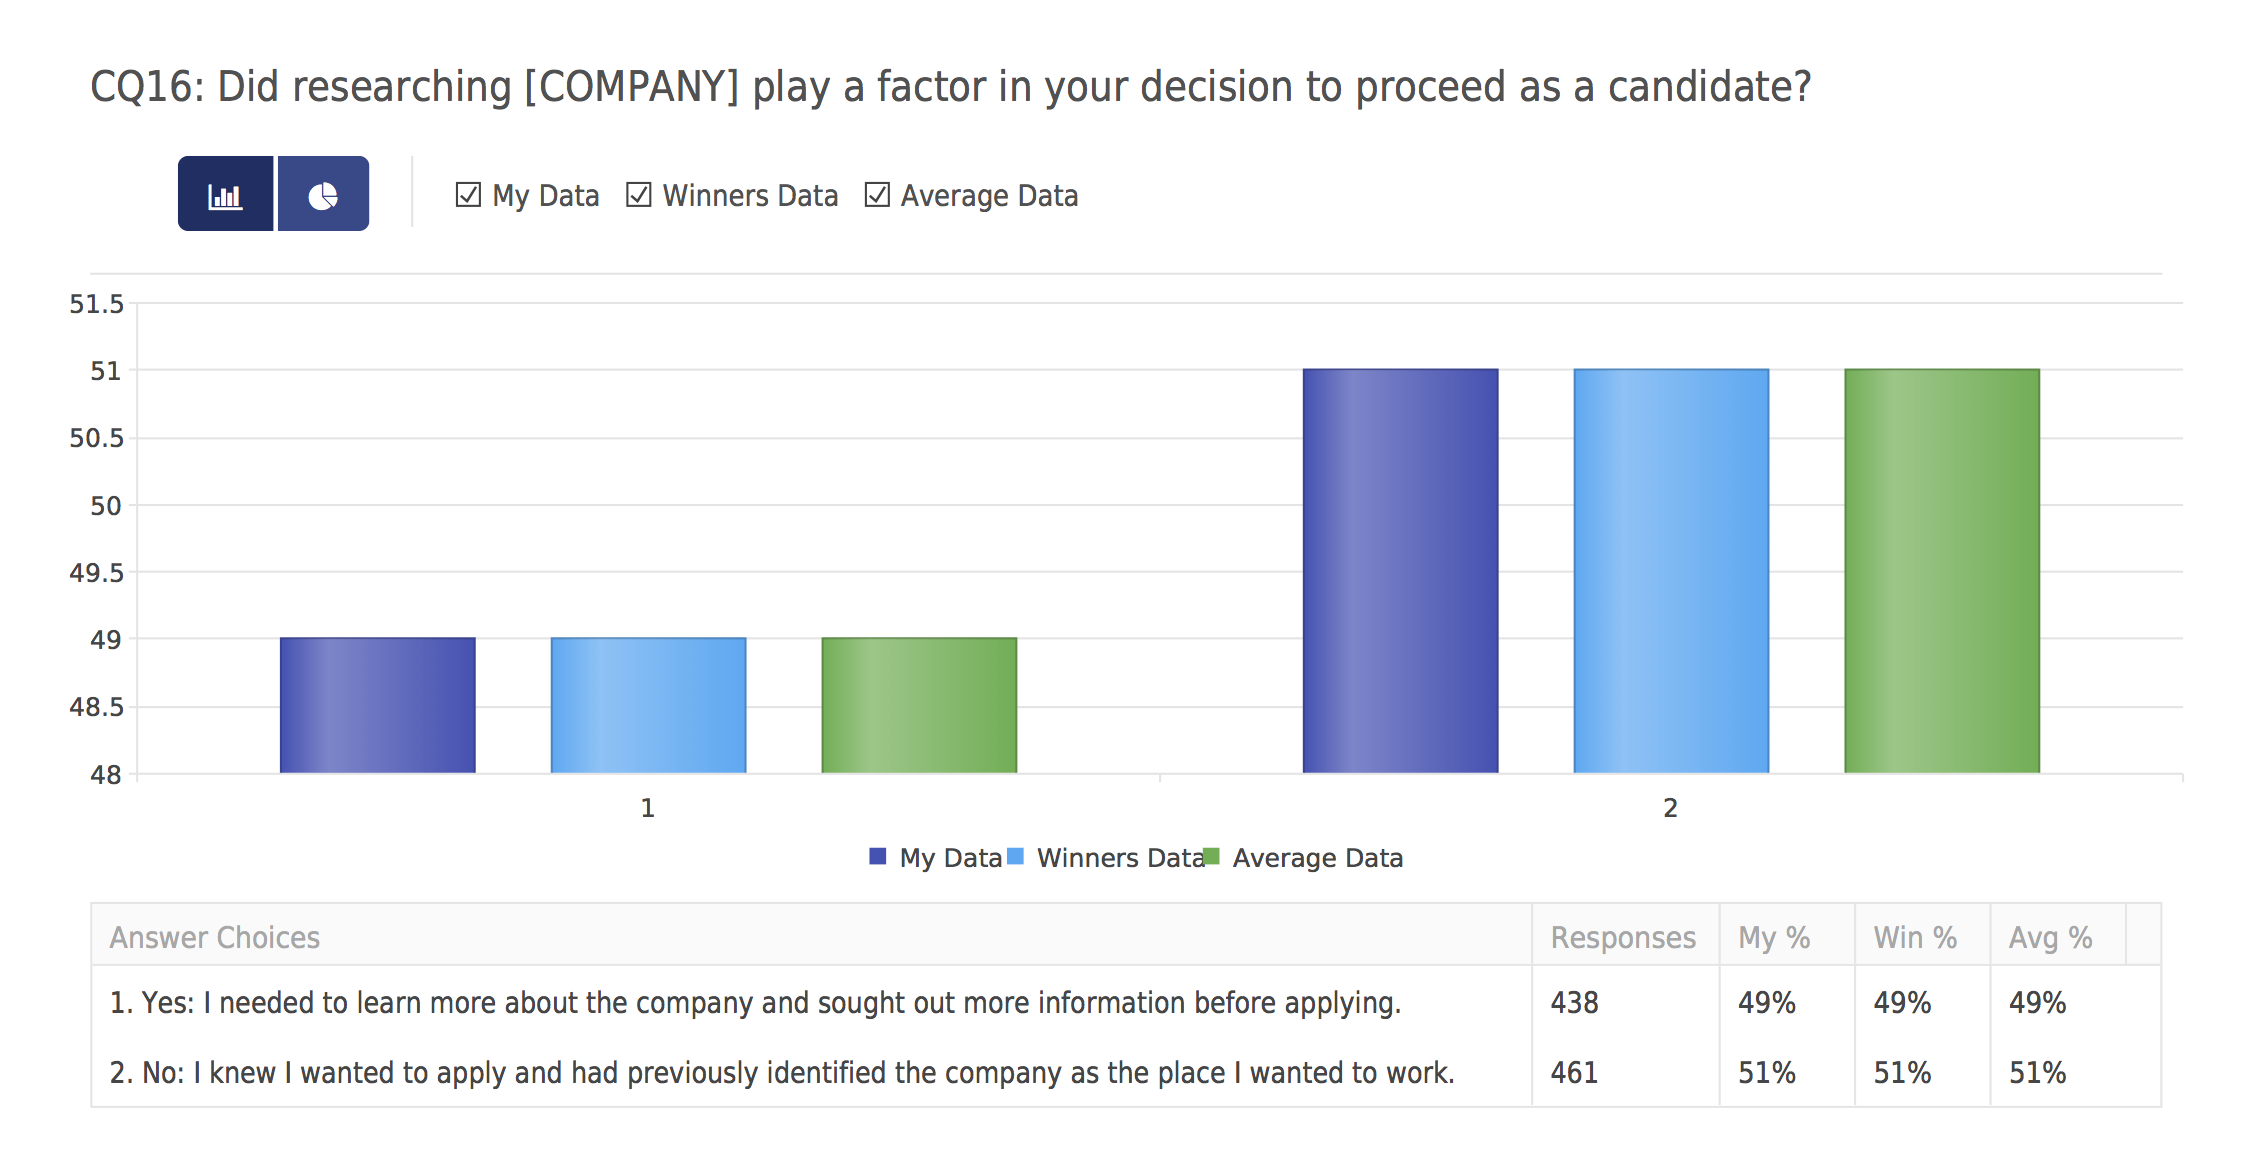 CQ16: Did researching [COMPANY] play a factor in your decision to proceed as a candidate?
My Data Winners Data Average Data
51.5
51
50.5
50
49.5
49
48.5
48
1 2
My Data Winners Data Average Data
Answer Choices Responses My % Win % Avg %
1. Yes: I needed to learn more about the company and sought out more information before applying. 438 49% 49% 49%
2. No: I knew I wanted to apply and had previously identified the company as the place I wanted to work. 461 51% 51% 51%